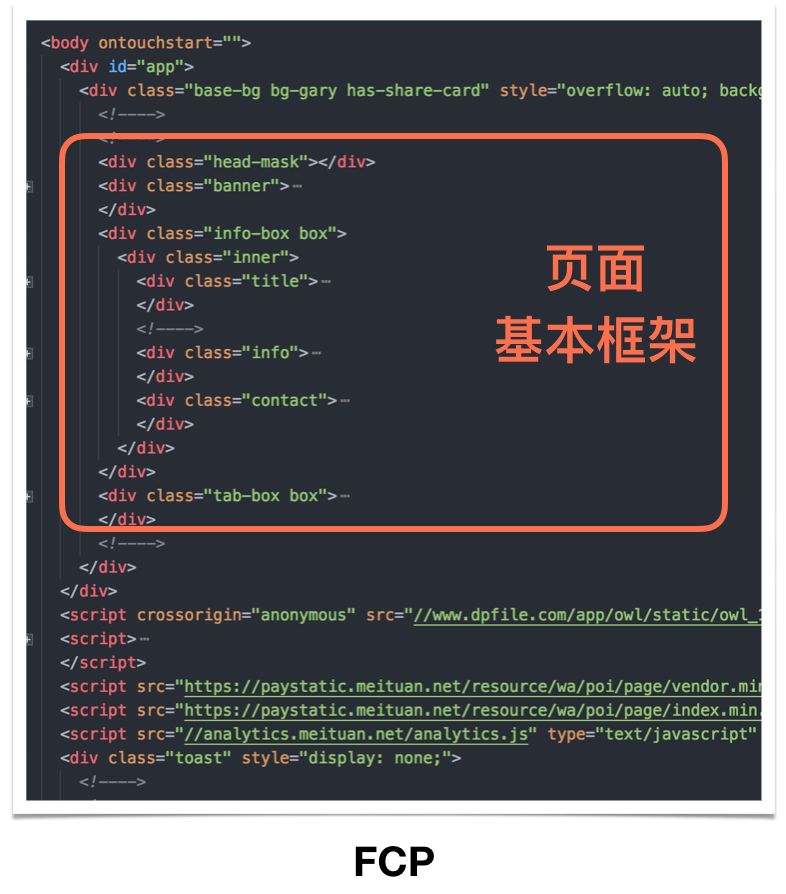 <body ontouchstart="">
<div id="app">
<div class="base-bg bg-gary has-share-card" style="overflow: auto; backg
<!---->
<!---->
<div class="head-mask"></div>
<div class="banner">⋯
</div>
<div class="info-box box">
<div class="inner">
<div class="title">⋯
</div>
<!---->
<div class="info">⋯
</div>
<div class="contact">⋯
</div>
</div>
</div>
<div class="tab-box box">⋯
</div>
<!---->
</div>
</div>
页面
基本框架
<script crossorigin="anonymous" src="//www.dpfile.com/app/owl/static/owl_1
<script>⋯
</script>
<script src="https://paystatic.meituan.net/resource/wa/poi/page/vendor.min
<script src="https://paystatic.meituan.net/resource/wa/poi/page/index.min.
<script src="//analytics.meituan.net/analytics.js" type="text/javascript"
<div class="toast" style="display: none;">
<!---->
FCP